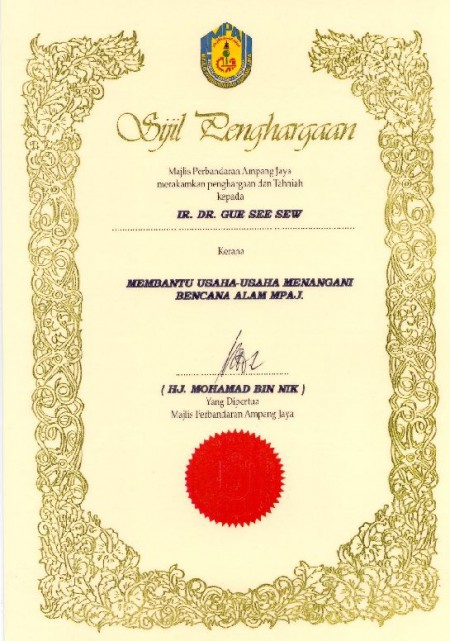 MPAJ
Sijil Penghargaan
Majlis Perbandaran Ampang Jaya
merakamkan penghargaan dan Tahniah
kepada
IR. DR. GUE SEE SEW
Kerana
MEMBANTU USAHA-USAHA MENANGANI
BENCANA ALAM MPAJ.
( HJ. MOHAMAD BIN NIK )
Yang Dipertua
Majlis Perbandaran Ampang Jaya